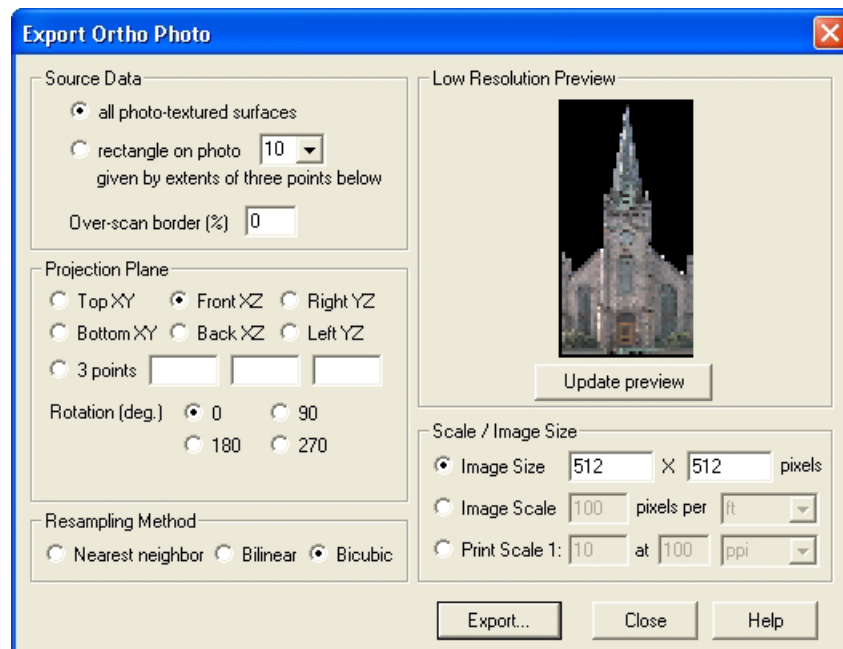 Export Ortho Photo
Source Data
all photo-textured surfaces
rectangle on photo 10
given by extents of three points below
Over-scan border (%) 0
Projection Plane
Top XY Front XZ Right YZ
Bottom XY Back XZ Left YZ
3 points
Rotation (deg.) 0 90
180 270
Resampling Method
Nearest neighbor Bilinear Bicubic
Low Resolution Preview
Update preview
Scale / Image Size
Image Size 512 X 512 pixels
Image Scale 100 pixels per ft
Print Scale 1: 10 at 100 ppi
Export... Close Help